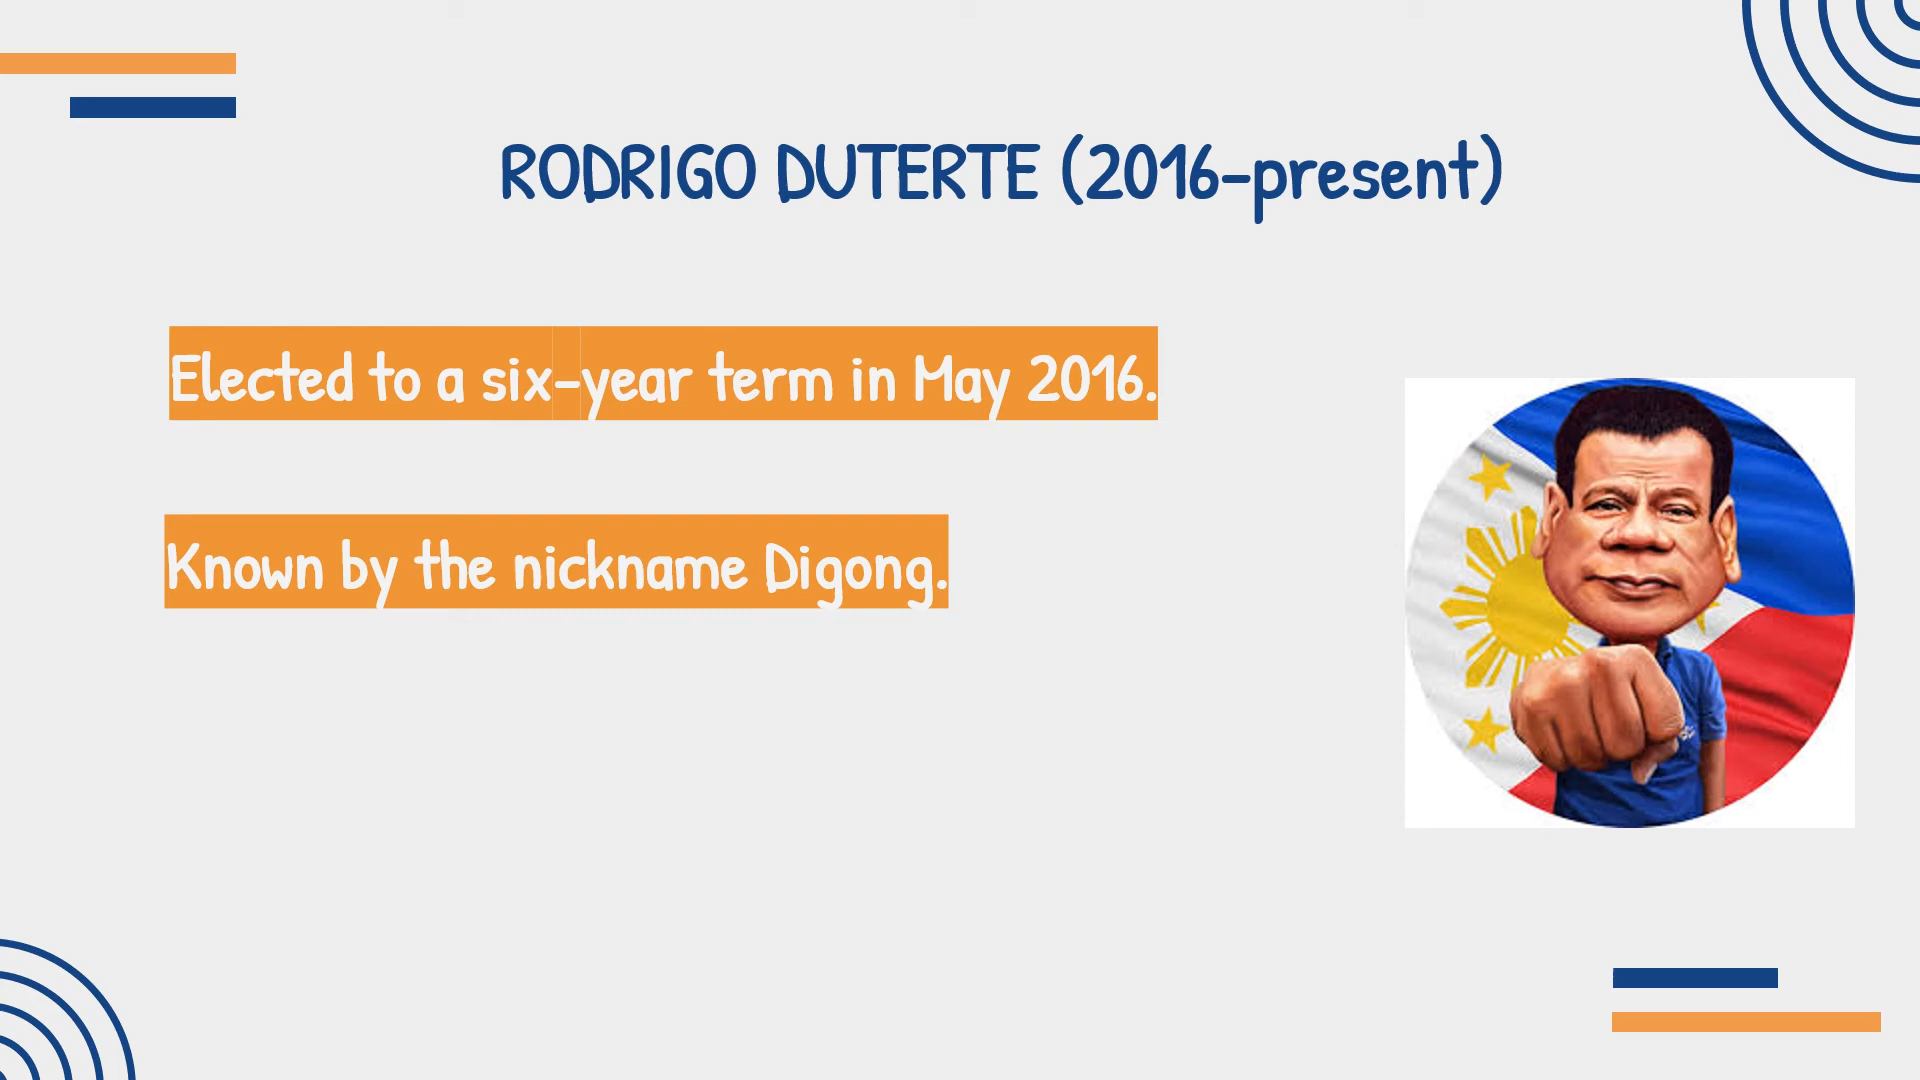 RODRIGO DUTERTE (2016-present)
Elected to a six-year term in May 2016.
Known by the nickname Digong.